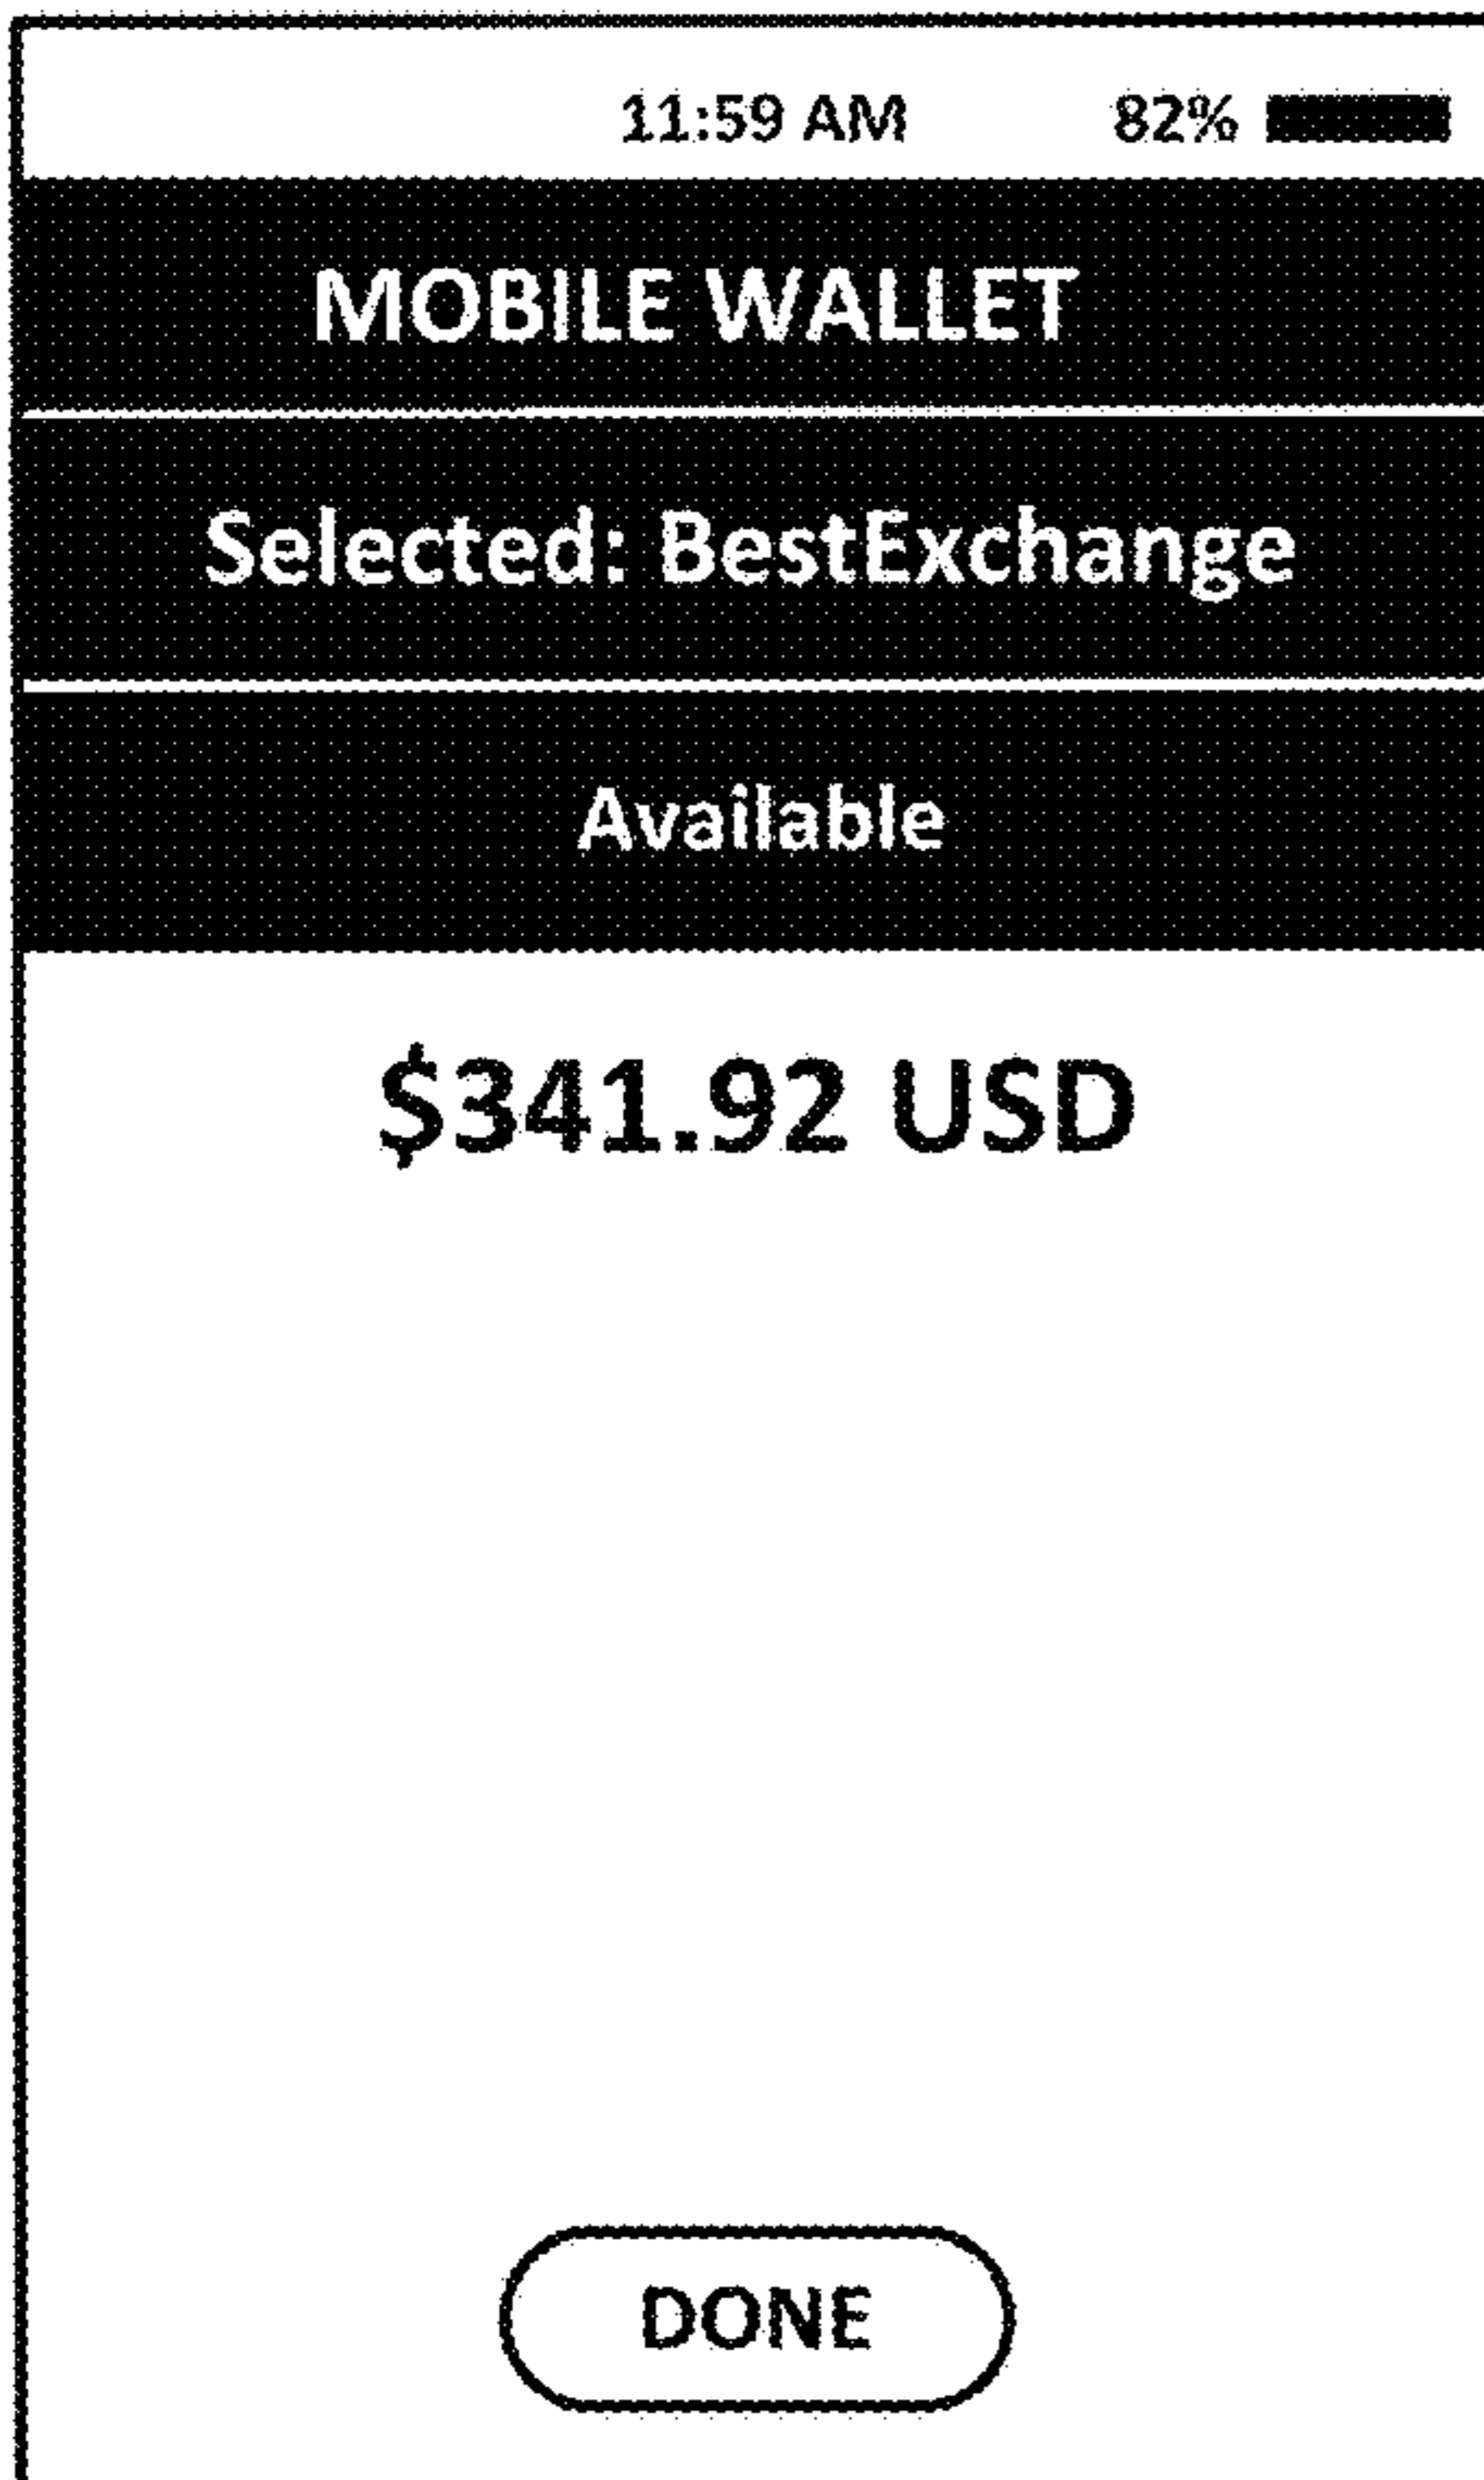 11:59 AM 82%
MOBILE WALLET
Selected: BestExchange
Available
$341.92 USD
DONE